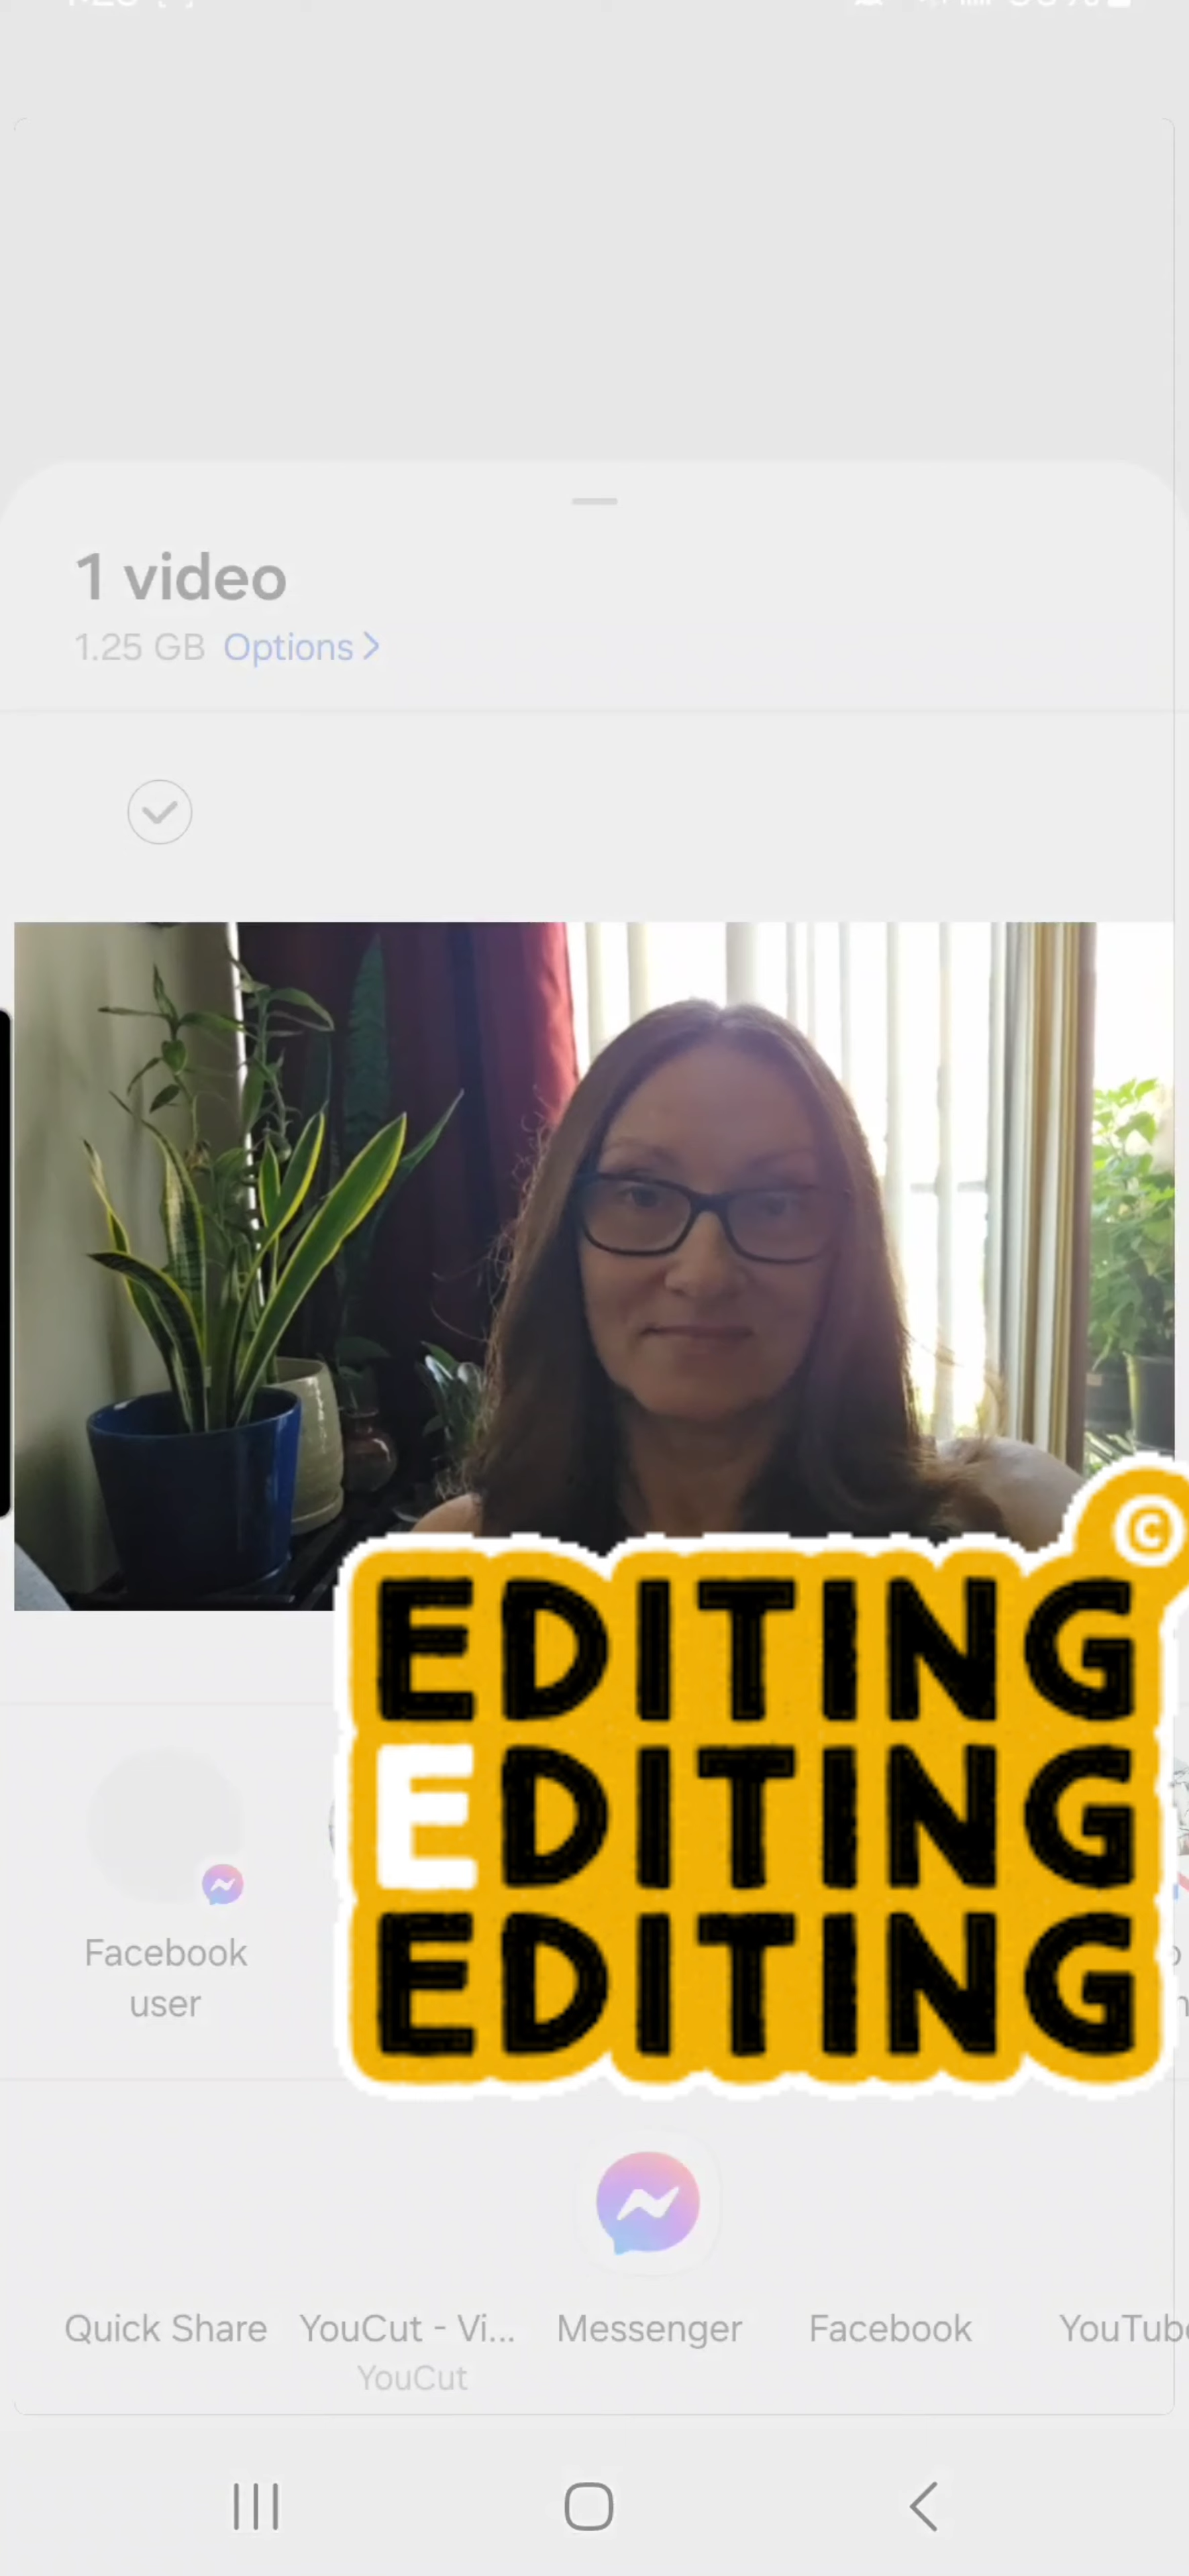 1 video
1.25 GB Options >
©
EDITING
EDITING
EDITING
Facebook
user
Quick Share YouCut - Vi... Messenger Facebook YouTub
YouCut